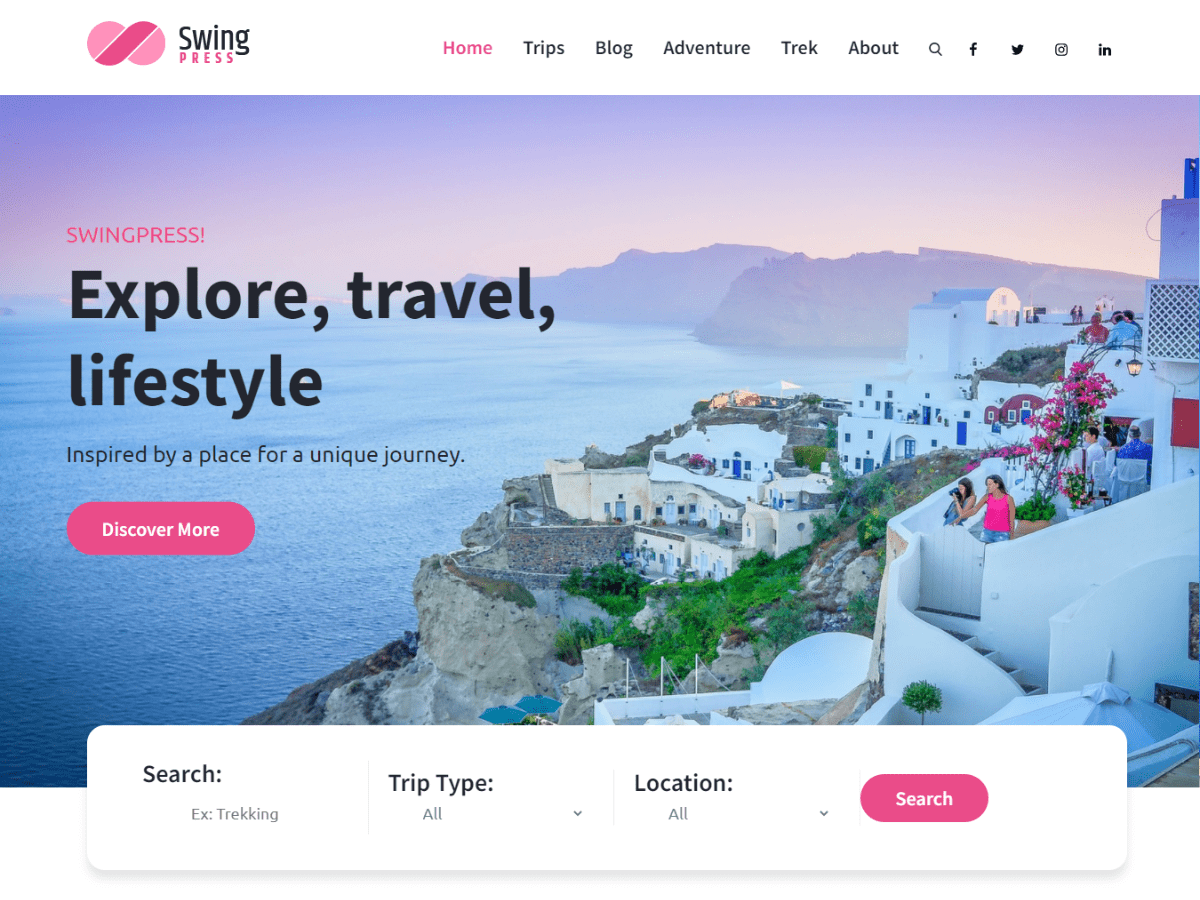 Swing
PRESS
Home Trips Blog Adventure Trek About
SWINGPRESS!
Explore, travel,
lifestyle
Inspired by a place for a unique journey.
Discover More
Search:
Ex: Trekking
Trip Type:
All
Location:
All
Search